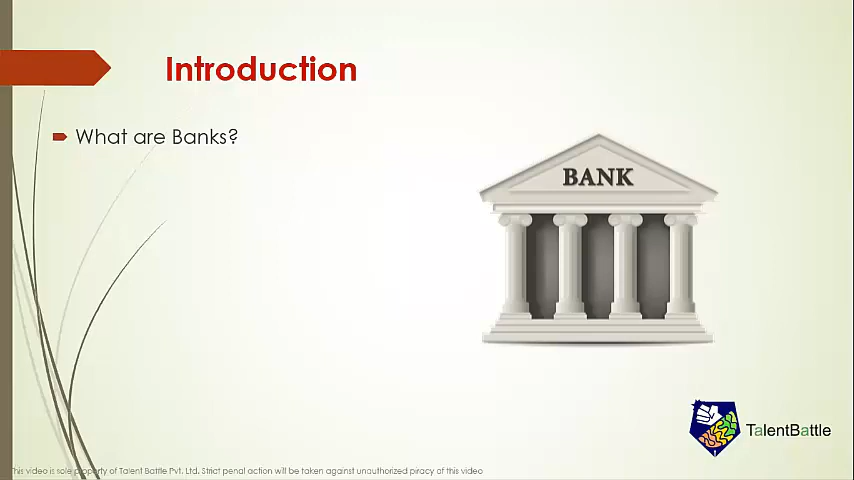 Introduction
What are Banks?
BANK
TalentBattle
This video is sole property of Talent Battle Pvt. Ltd. Strict penal action will be taken against unauthorized piracy of this video